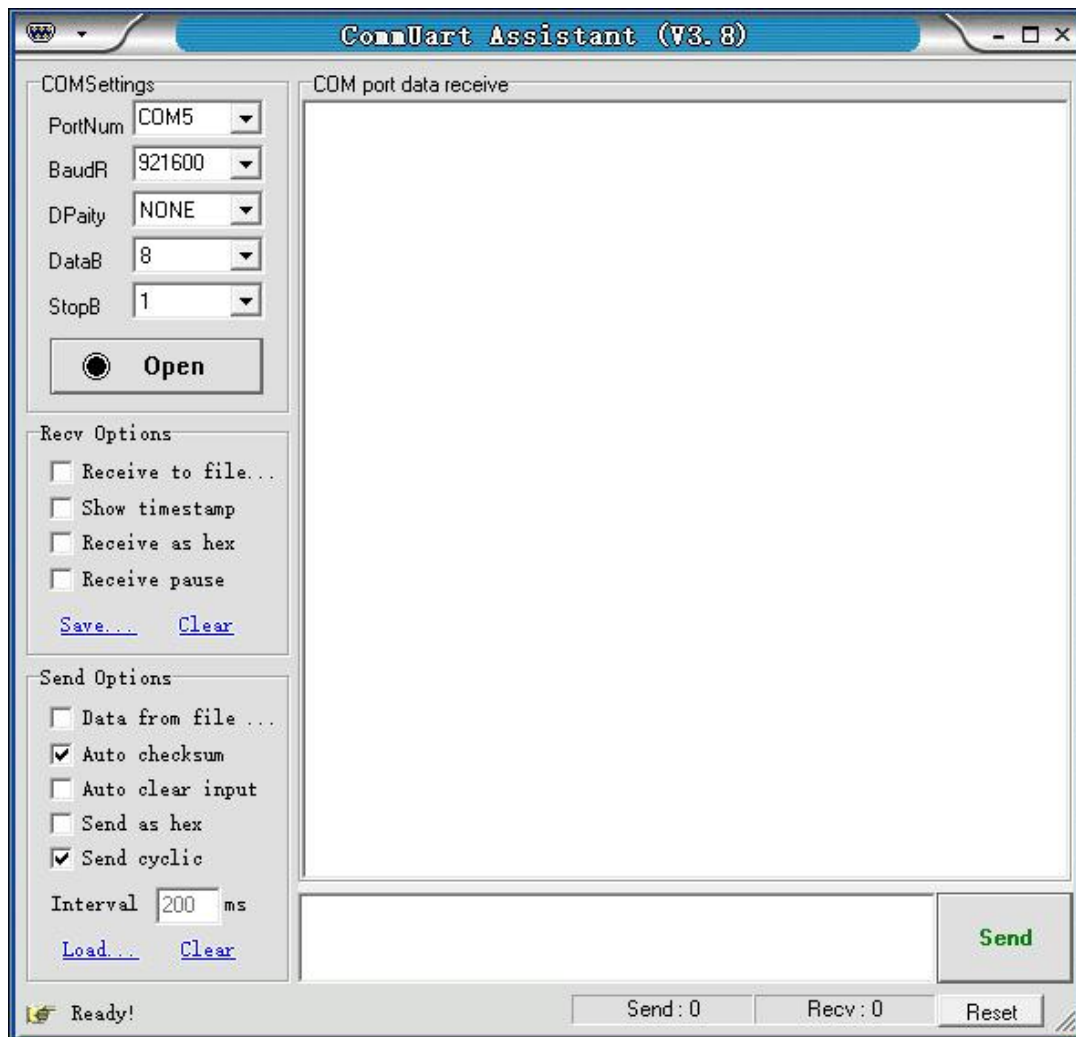 CommUart Assistant (V3.8)
COMSettings
PortNum COM5
BaudR 921600
DPaity NONE
DataB 8
StopB 1
Open
Recv Options
Receive to file...
Show timestamp
Receive as hex
Receive pause
Save... Clear
Send Options
Data from file ...
Auto checksum
Auto clear input
Send as hex
Send cyclic
Interval 200 ms
Load... Clear
COM port data receive
Send
Ready!
Send : 0
Recv : 0
Reset